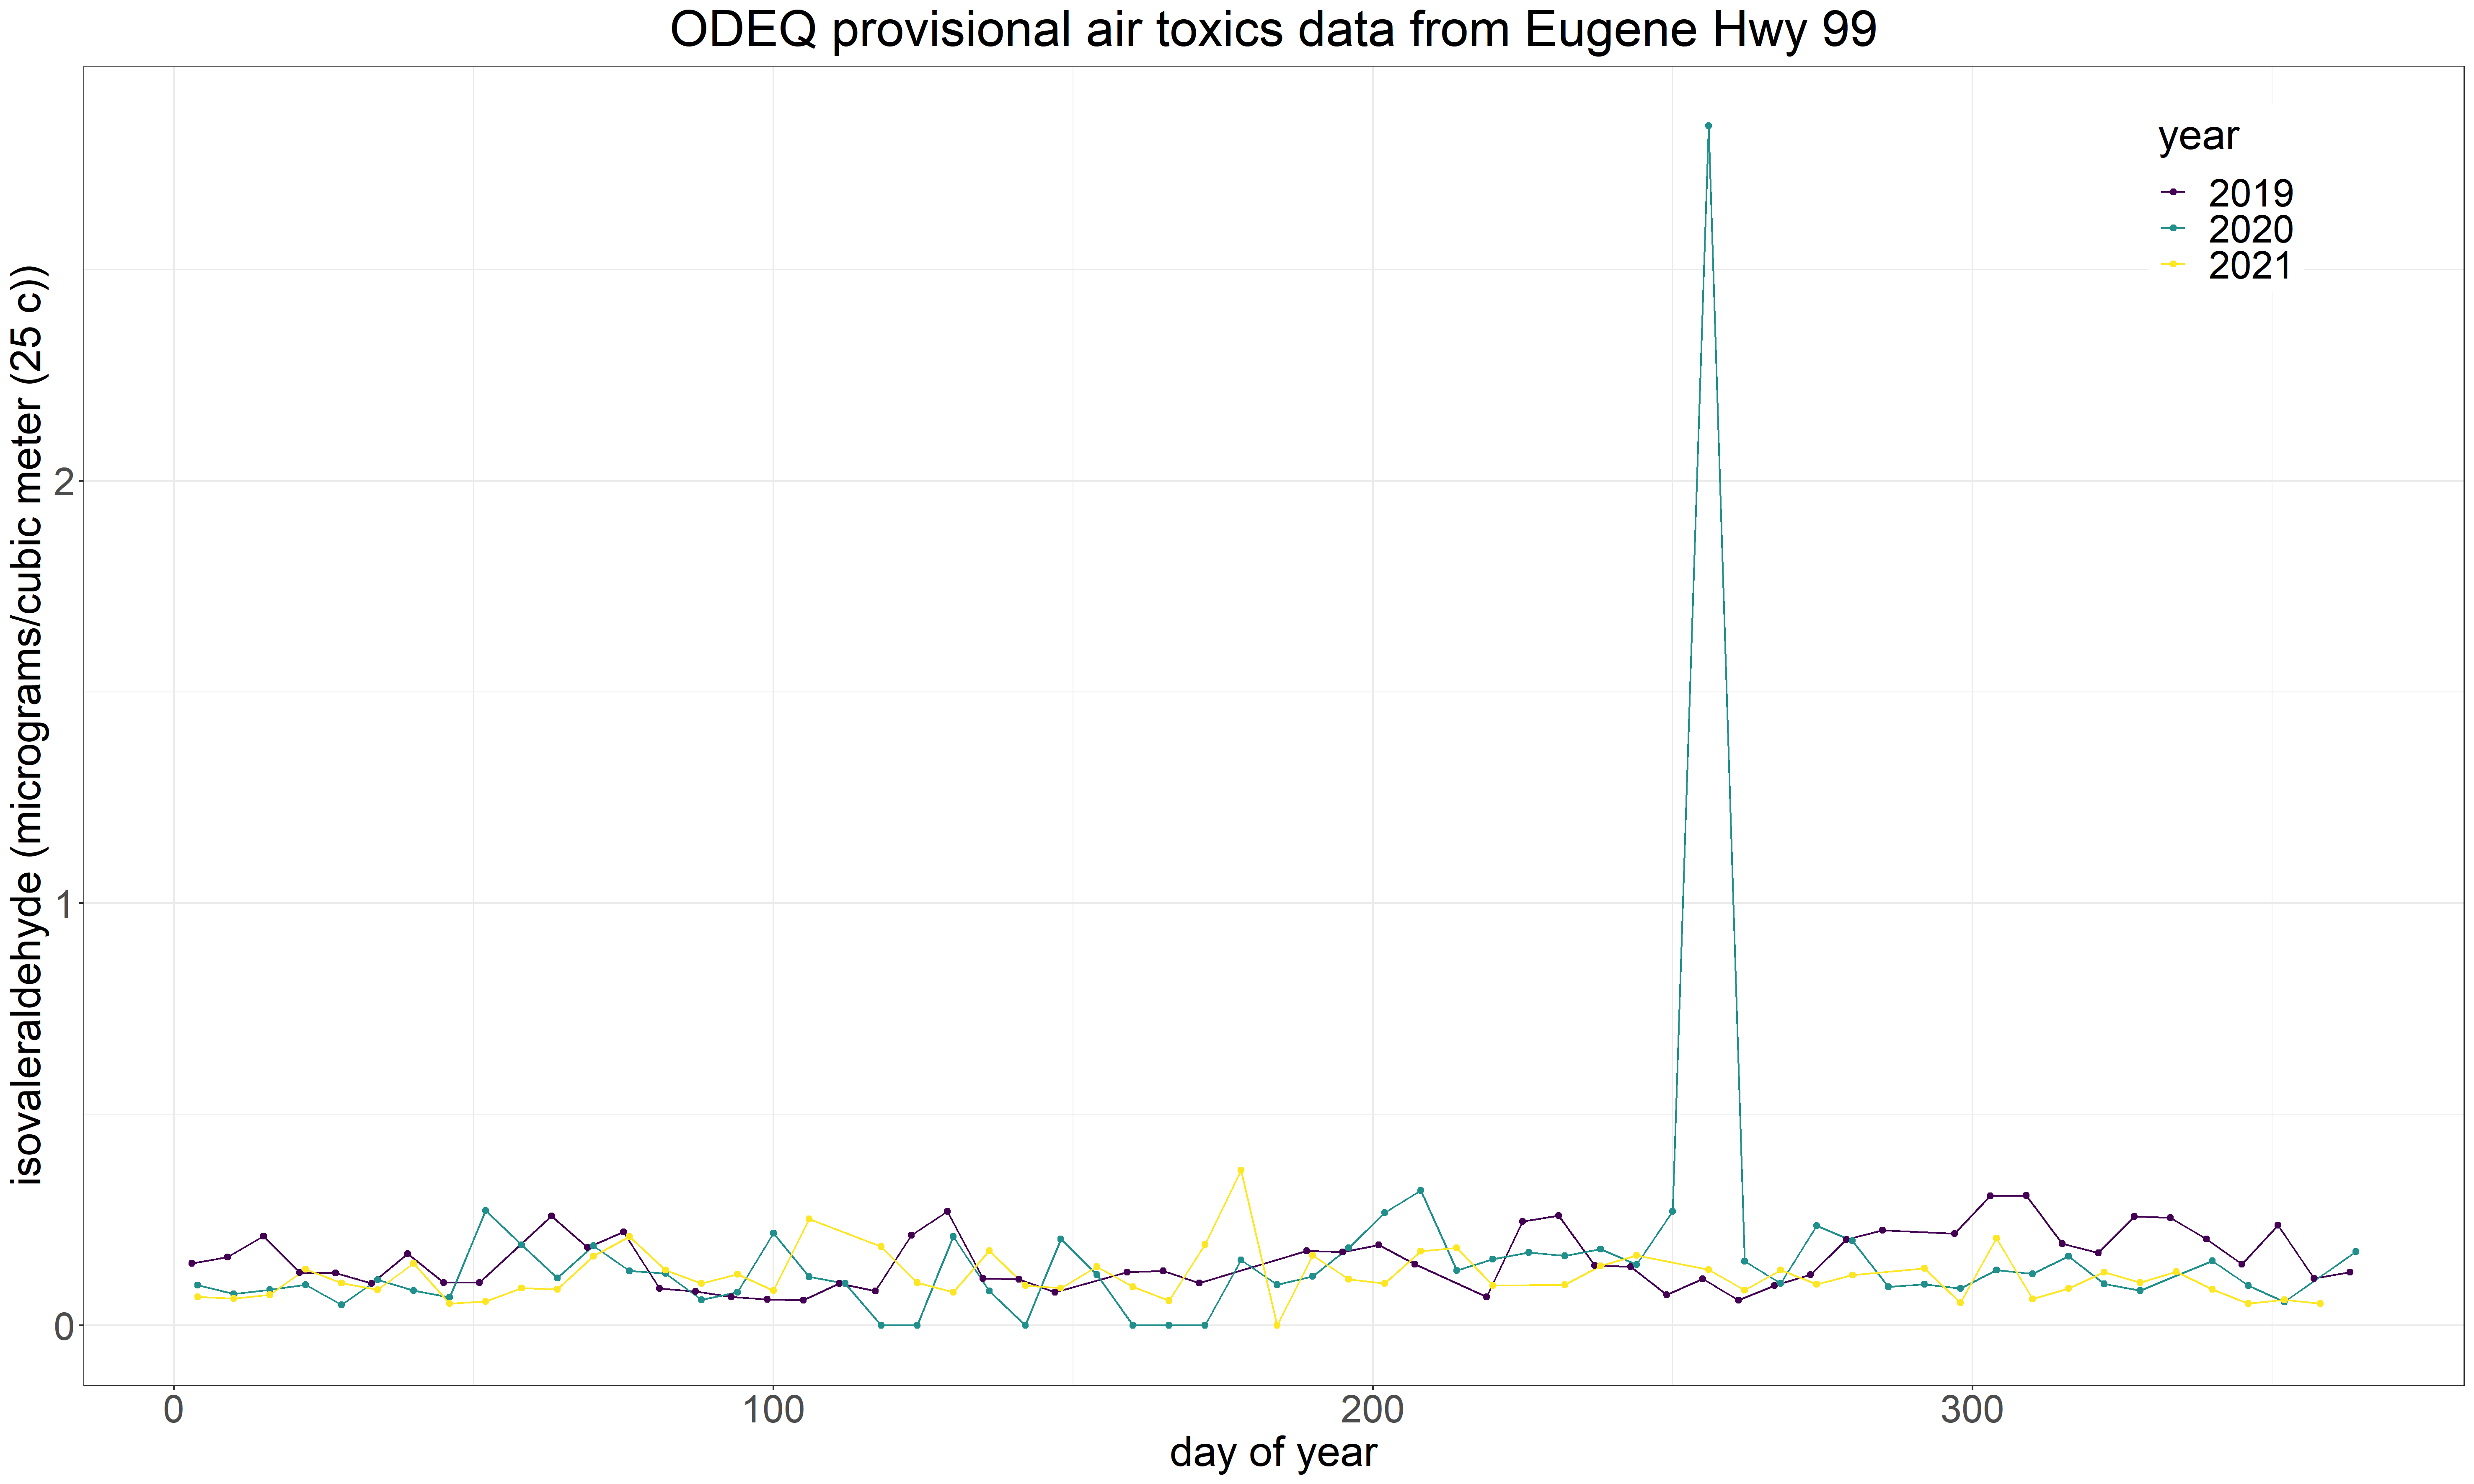 ODEQ provisional air toxics data from Eugene Hwy 99
isovaleraldehyde (micrograms/cubic meter (25 c))
year
2019
2020
2021
2
1
0
0 100 200 300
day of year